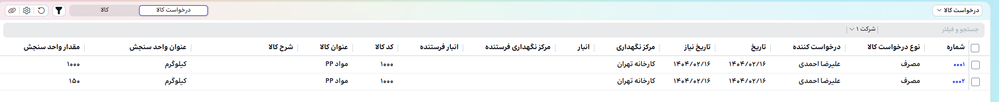 درخواست کالا
درخواست کالا کالا
جستجو و فیلتر شرکت ۱
شماره نوع درخواست کالا درخواست کننده تاریخ تاریخ نیاز مرکز نگهداری انبار مرکز نگهداری فرستنده انبار فرستنده کد کالا عنوان کالا شرح کالا عنوان واحد سنجش مقدار واحد سنجش
۰۰۰۱ مصرف علیرضا احمدی ۱۴۰۴/۰۲/۱۶ ۱۴۰۴/۰۲/۱۶ کارخانه تهران ۱۰۰۰ مواد PP کیلوگرم ۱۰۰۰
۰۰۰۲ مصرف علیرضا احمدی ۱۴۰۴/۰۲/۱۶ ۱۴۰۴/۰۲/۱۶ کارخانه تهران ۱۰۰۰ مواد PP کیلوگرم ۱۵۰